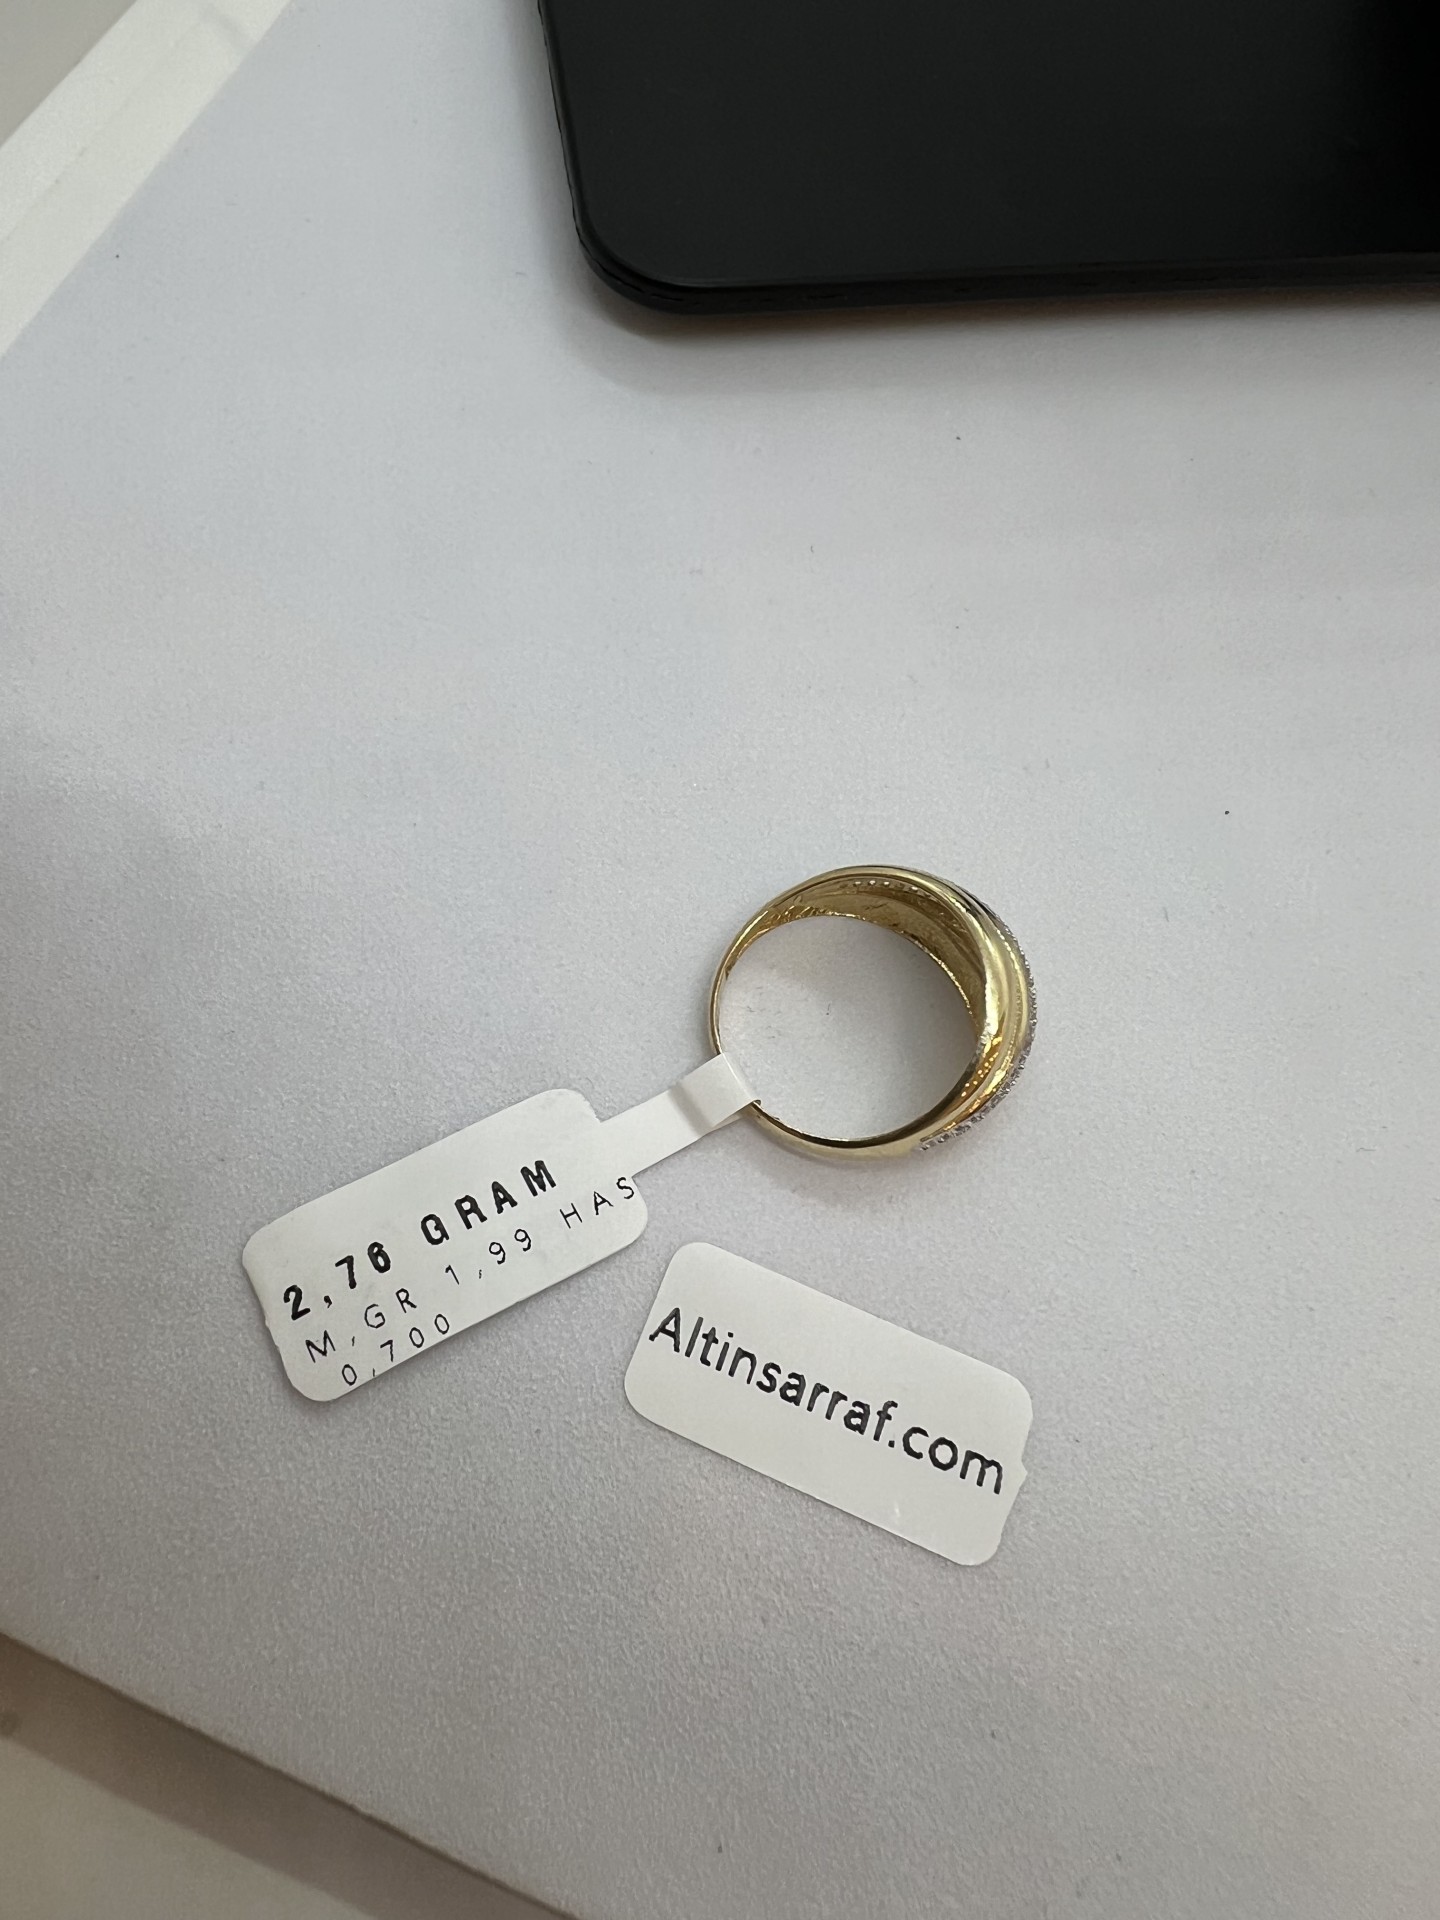 2,76 GRAM
M,GR 1,99 HAS
0,700
Altinsarraf.com